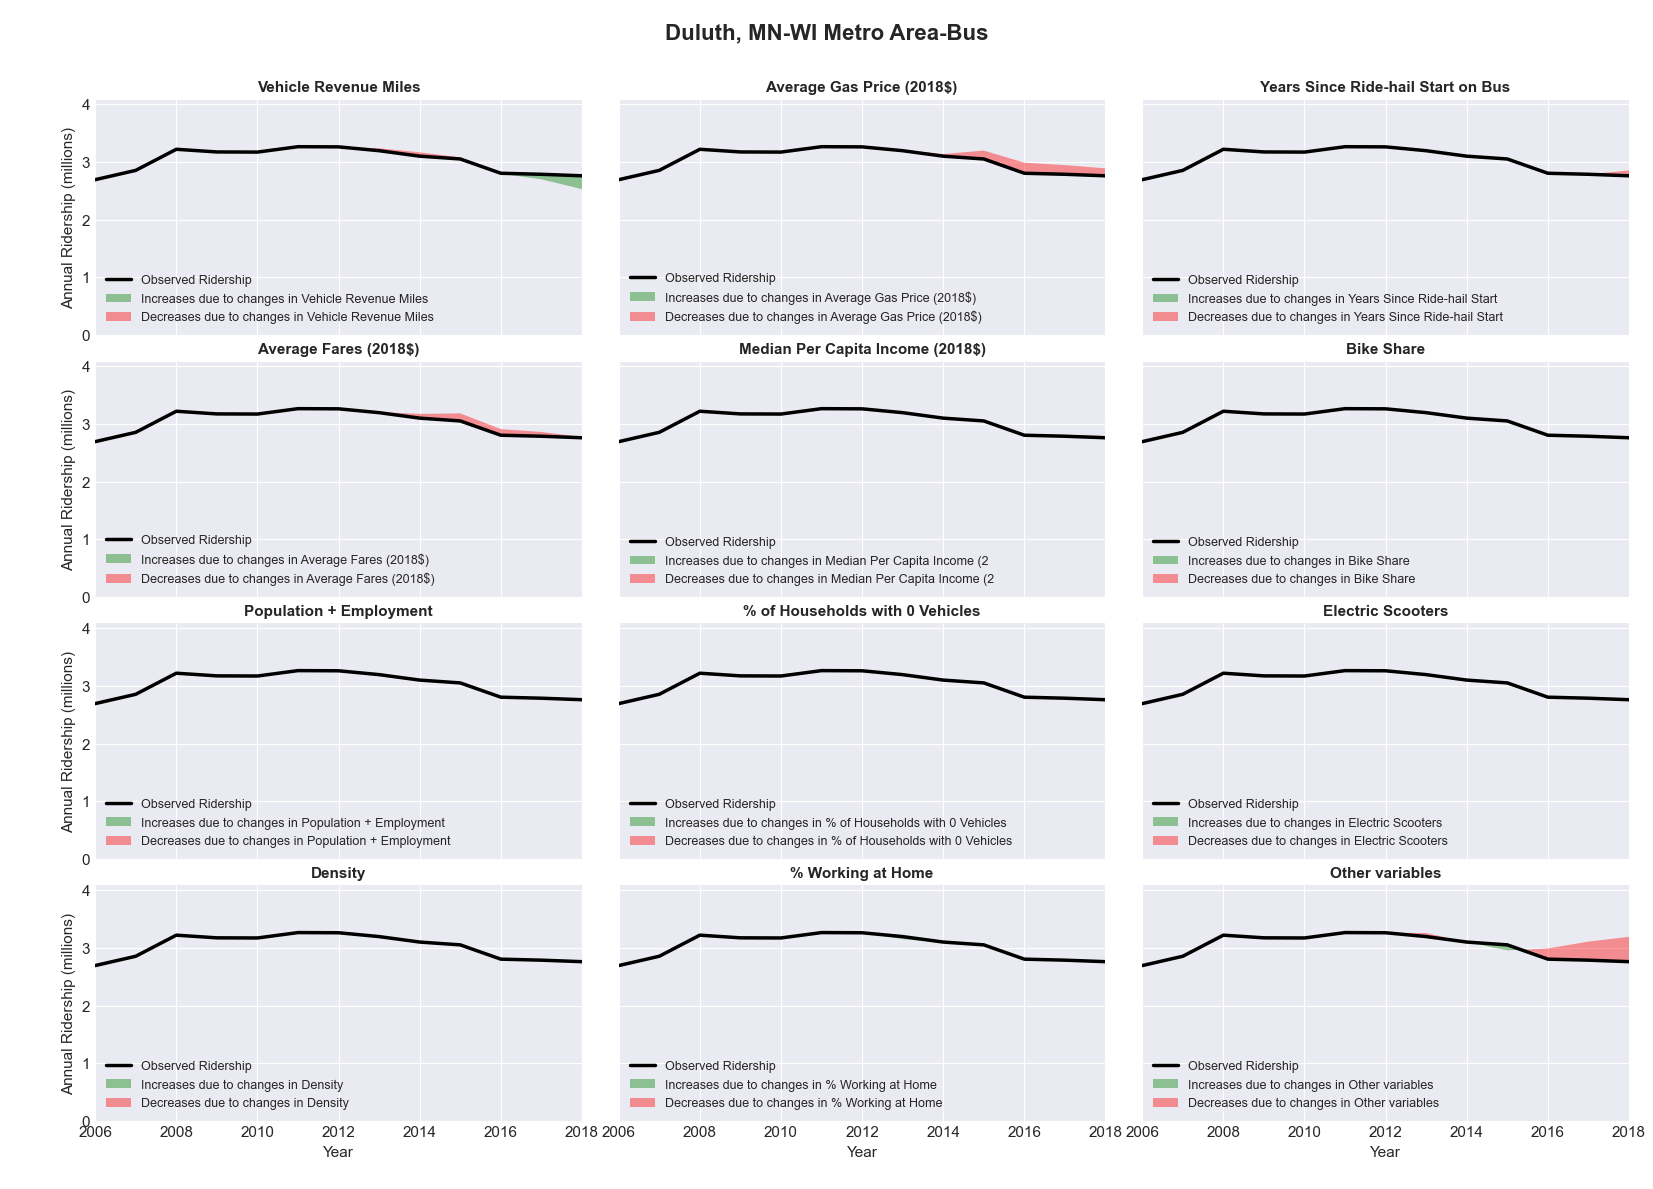 Duluth, MN-WI Metro Area-Bus
Vehicle Revenue Miles
Annual Ridership (millions)
4
3
2
1
0
Observed Ridership
Increases due to changes in Vehicle Revenue Miles
Decreases due to changes in Vehicle Revenue Miles
Average Gas Price (2018$)
Observed Ridership
Increases due to changes in Average Gas Price (2018$)
Decreases due to changes in Average Gas Price (2018$)
Years Since Ride-hail Start on Bus
Observed Ridership
Increases due to changes in Years Since Ride-hail Start
Decreases due to changes in Years Since Ride-hail Start
Average Fares (2018$)
Annual Ridership (millions)
4
3
2
1
0
Observed Ridership
Increases due to changes in Average Fares (2018$)
Decreases due to changes in Average Fares (2018$)
Median Per Capita Income (2018$)
Observed Ridership
Increases due to changes in Median Per Capita Income (2
Decreases due to changes in Median Per Capita Income (2
Bike Share
Observed Ridership
Increases due to changes in Bike Share
Decreases due to changes in Bike Share
Population + Employment
Annual Ridership (millions)
4
3
2
1
0
Observed Ridership
Increases due to changes in Population + Employment
Decreases due to changes in Population + Employment
% of Households with 0 Vehicles
Observed Ridership
Increases due to changes in % of Households with 0 Vehicles
Decreases due to changes in % of Households with 0 Vehicles
Electric Scooters
Observed Ridership
Increases due to changes in Electric Scooters
Decreases due to changes in Electric Scooters
Density
Annual Ridership (millions)
4
3
2
1
0
Observed Ridership
Increases due to changes in Density
Decreases due to changes in Density
2006 2008 2010 2012 2014 2016 2018
Year
% Working at Home
Observed Ridership
Increases due to changes in % Working at Home
Decreases due to changes in % Working at Home
2006 2008 2010 2012 2014 2016 2018
Year
Other variables
Observed Ridership
Increases due to changes in Other variables
Decreases due to changes in Other variables
2006 2008 2010 2012 2014 2016 2018
Year